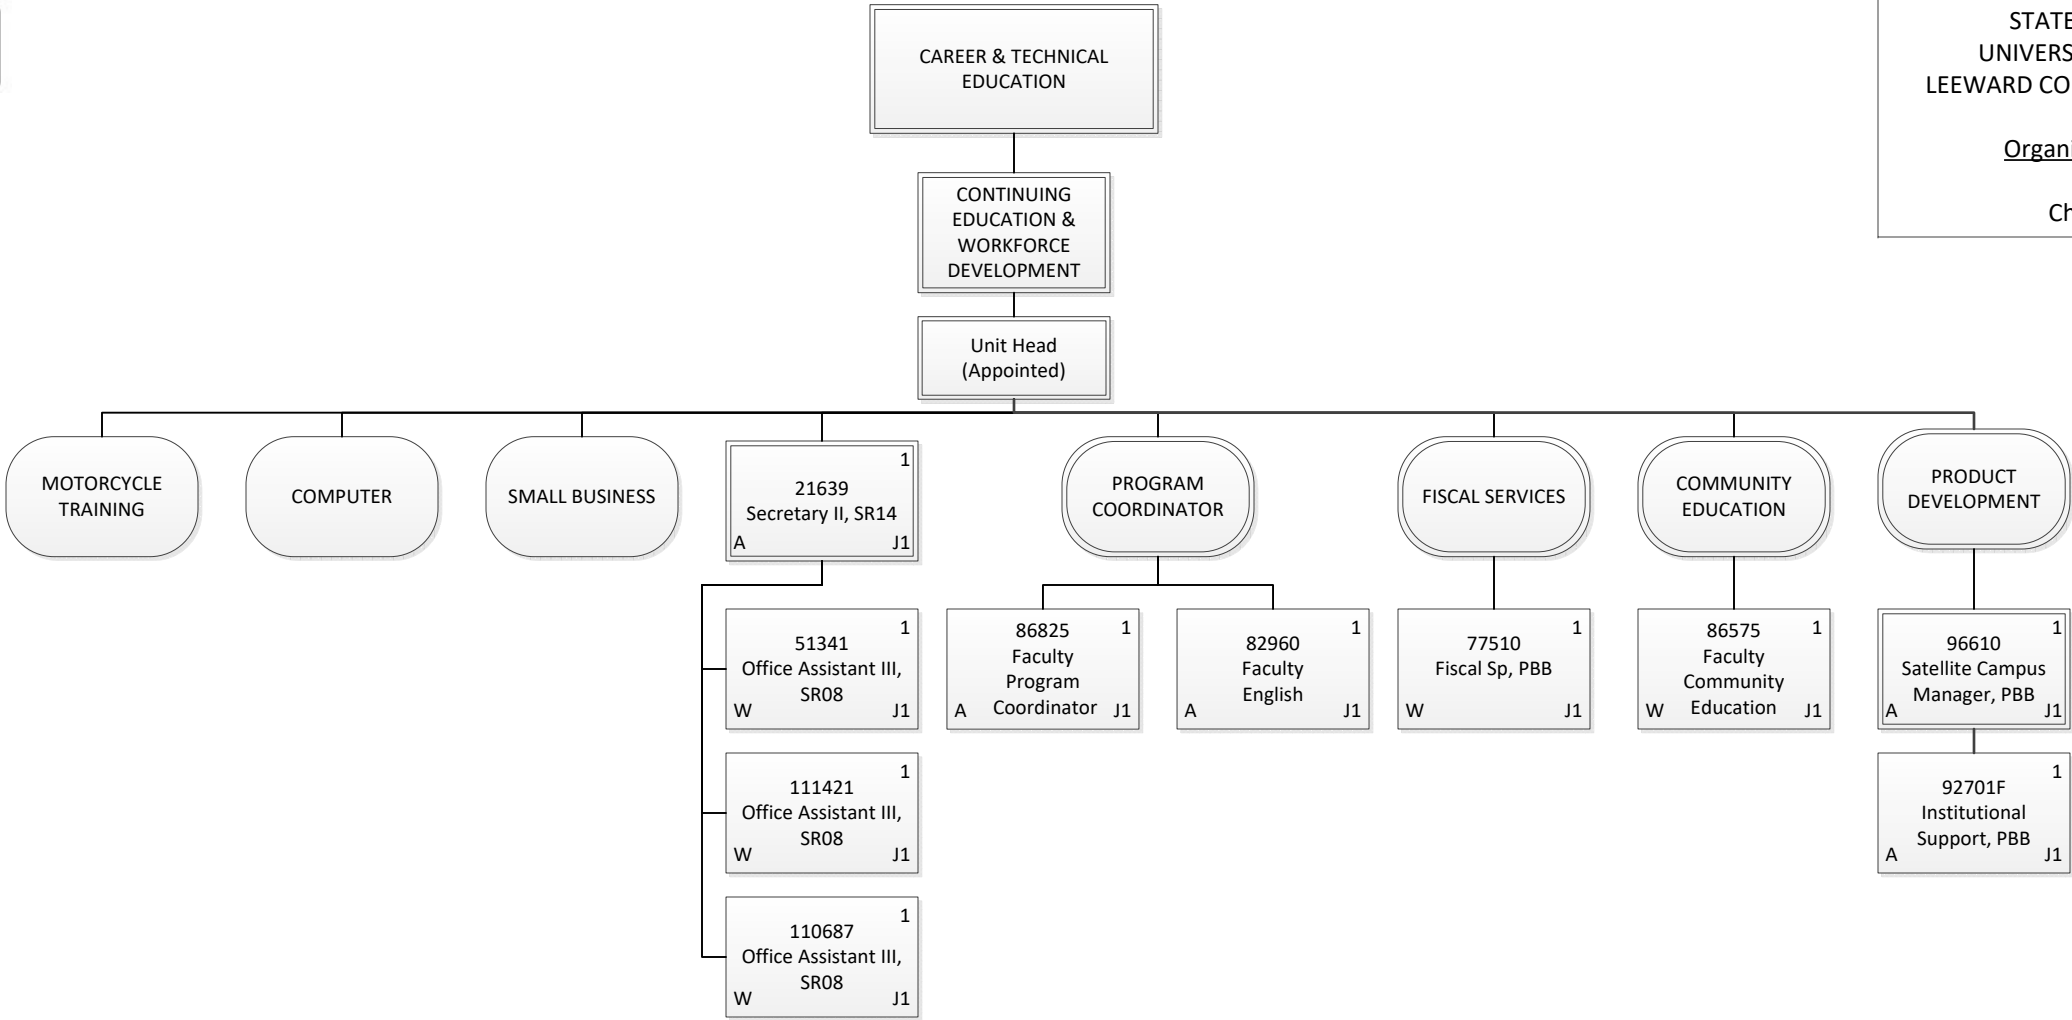 STATE
UNIVERS
LEEWARD CO
Organi
Ch
CAREER & TECHNICAL
EDUCATION
CONTINUING
EDUCATION &
WORKFORCE
DEVELOPMENT
Unit Head
(Appointed)
MOTORCYCLE
TRAINING
COMPUTER
SMALL BUSINESS
1
21639
Secretary II, SR14
A J1
PROGRAM
COORDINATOR
FISCAL SERVICES
COMMUNITY
EDUCATION
PRODUCT
DEVELOPMENT
1
51341
Office Assistant III,
SR08
W J1
1
111421
Office Assistant III,
SR08
W J1
1
110687
Office Assistant III,
SR08
W J1
86825 1
Faculty
Program
A Coordinator J1
1
82960
Faculty
English
A J1
1
77510
Fiscal Sp, PBB
W J1
86575 1
Faculty
Community
W Education J1
1
96610
Satellite Campus
Manager, PBB
A J1
1
92701F
Institutional
Support, PBB
A J1